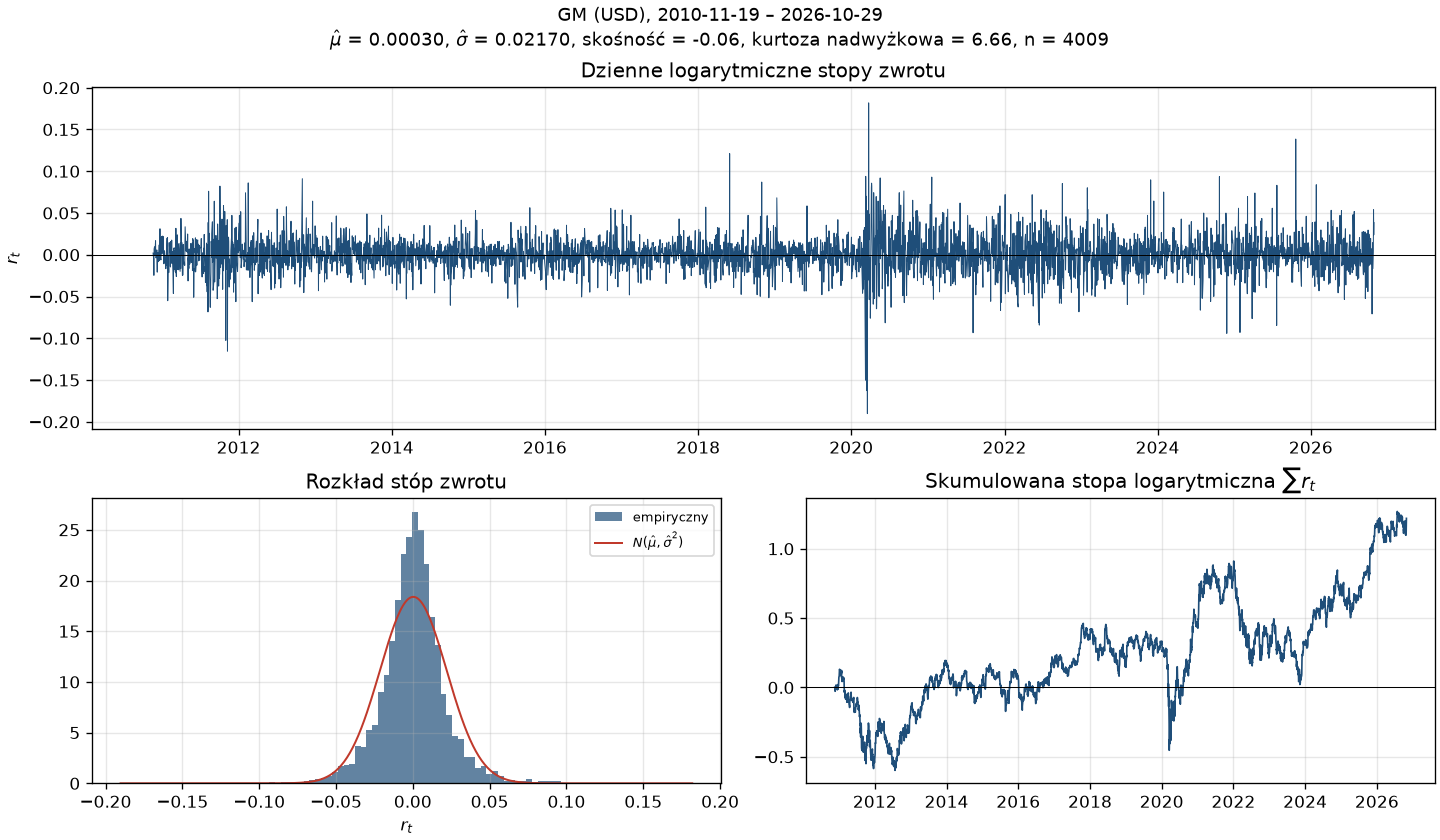 GM (USD), 2010-11-19 – 2026-10-29
μ̂ = 0.00030, σ̂ = 0.02170, skośność = -0.06, kurtoza nadwyżkowa = 6.66, n = 4009
Dzienne logarytmiczne stopy zwrotu
0.20
0.15
0.10
0.05
0.00
−0.05
−0.10
−0.15
−0.20
r_t
2012 2014 2016 2018 2020 2022 2024 2026
Rozkład stóp zwrotu
empiryczny
N(μ̂, σ̂²)
25
20
15
10
5
0
−0.20 −0.15 −0.10 −0.05 0.00 0.05 0.10 0.15 0.20
r_t
Skumulowana stopa logarytmiczna ∑r_t
1.0
0.5
0.0
−0.5
2012 2014 2016 2018 2020 2022 2024 2026